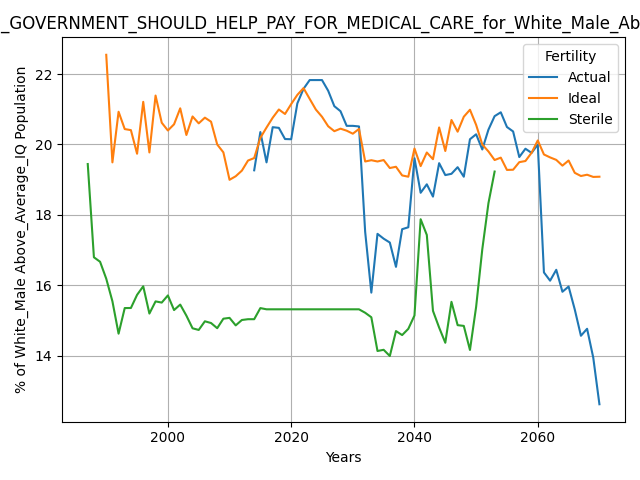 _GOVERNMENT_SHOULD_HELP_PAY_FOR_MEDICAL_CARE_for_White_Male_Ab
Fertility
Actual
Ideal
Sterile
% of White_Male Above_Average_IQ Population
22
20
18
16
14
2000
2020
2040
2060
Years